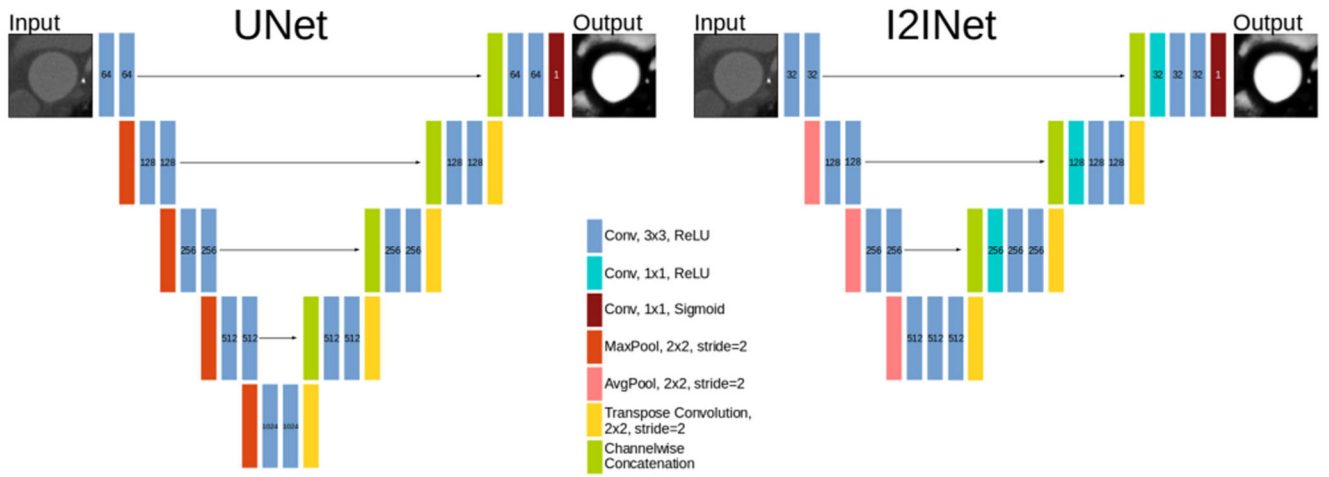 UNet
Input
Output
64 64 64 64 1
128 128 128 128
256 256 256 256
512 512 512 512
1024 1024
I2INet
Input
Output
32 32 32 32 32 1
128 128 128 128 128
256 256 256 256 256
512 512 512
Conv, 3x3, ReLU
Conv, 1x1, ReLU
Conv, 1x1, Sigmoid
MaxPool, 2x2, stride=2
AvgPool, 2x2, stride=2
Transpose Convolution,
2x2, stride=2
Channelwise
Concatenation